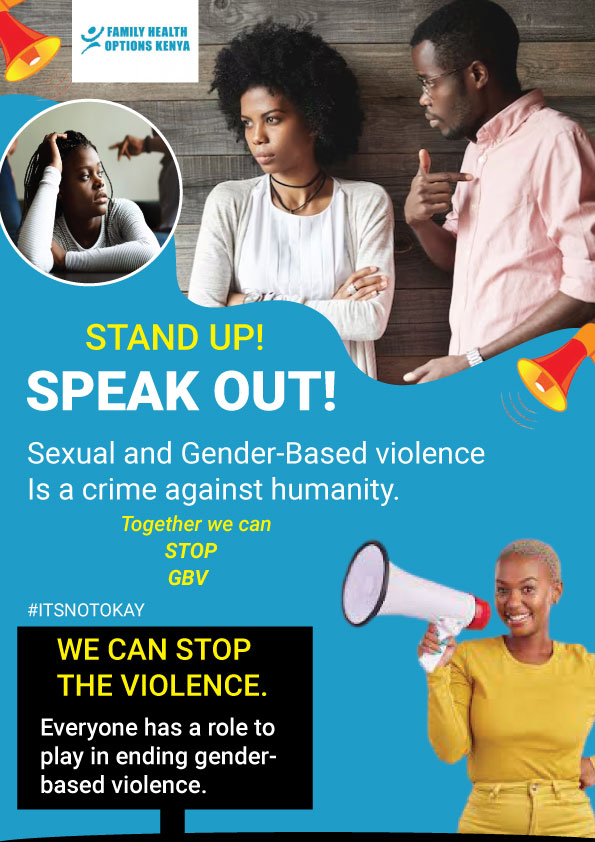 FAMILY HEALTH
OPTIONS KENYA
STAND UP!
SPEAK OUT!
Sexual and Gender-Based violence
Is a crime against humanity.
Together we can
STOP
GBV
#ITSNOTOKAY
WE CAN STOP
THE VIOLENCE.
Everyone has a role to
play in ending gender-
based violence.